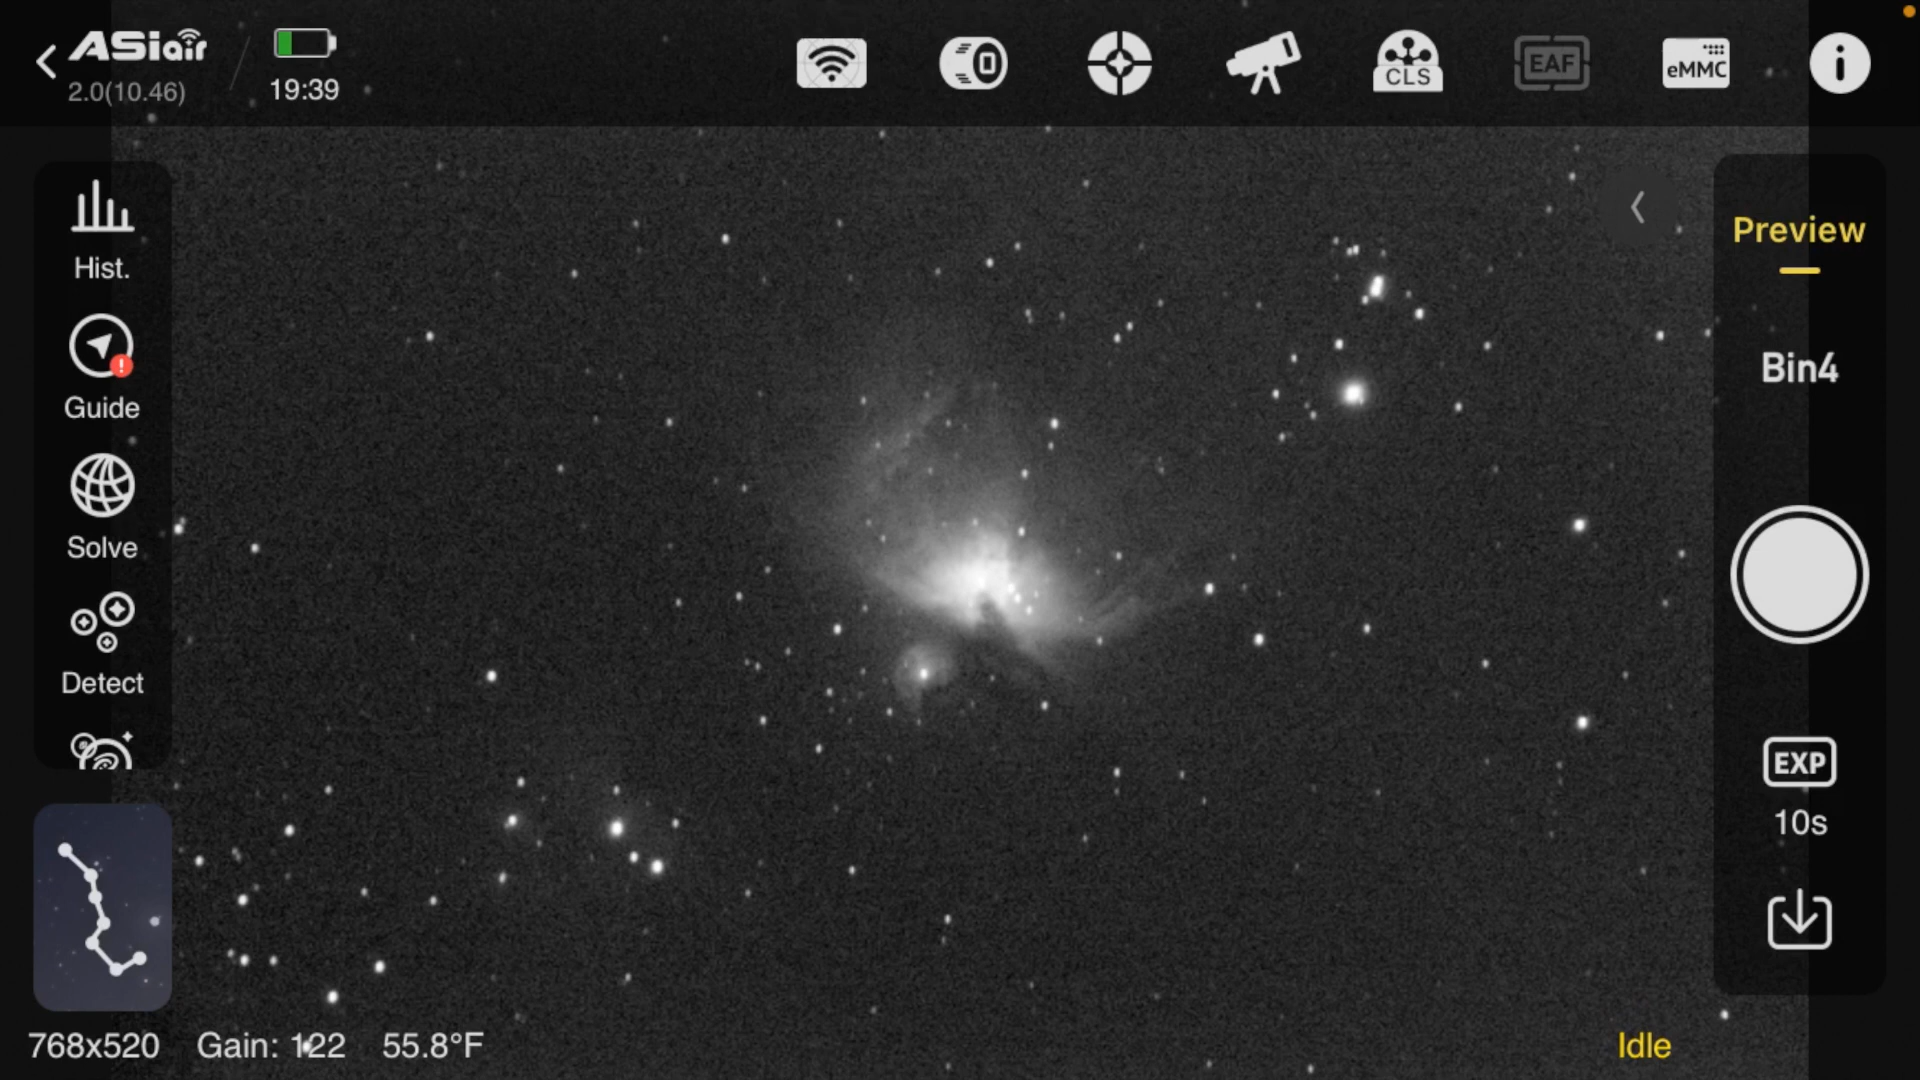 ASiair
2.0(10.46)
19:39
CLS
EAF
eMMC
Hist.
Guide
Solve
Detect
Preview
Bin4
EXP
10s
768x520 Gain: 122 55.8°F
Idle